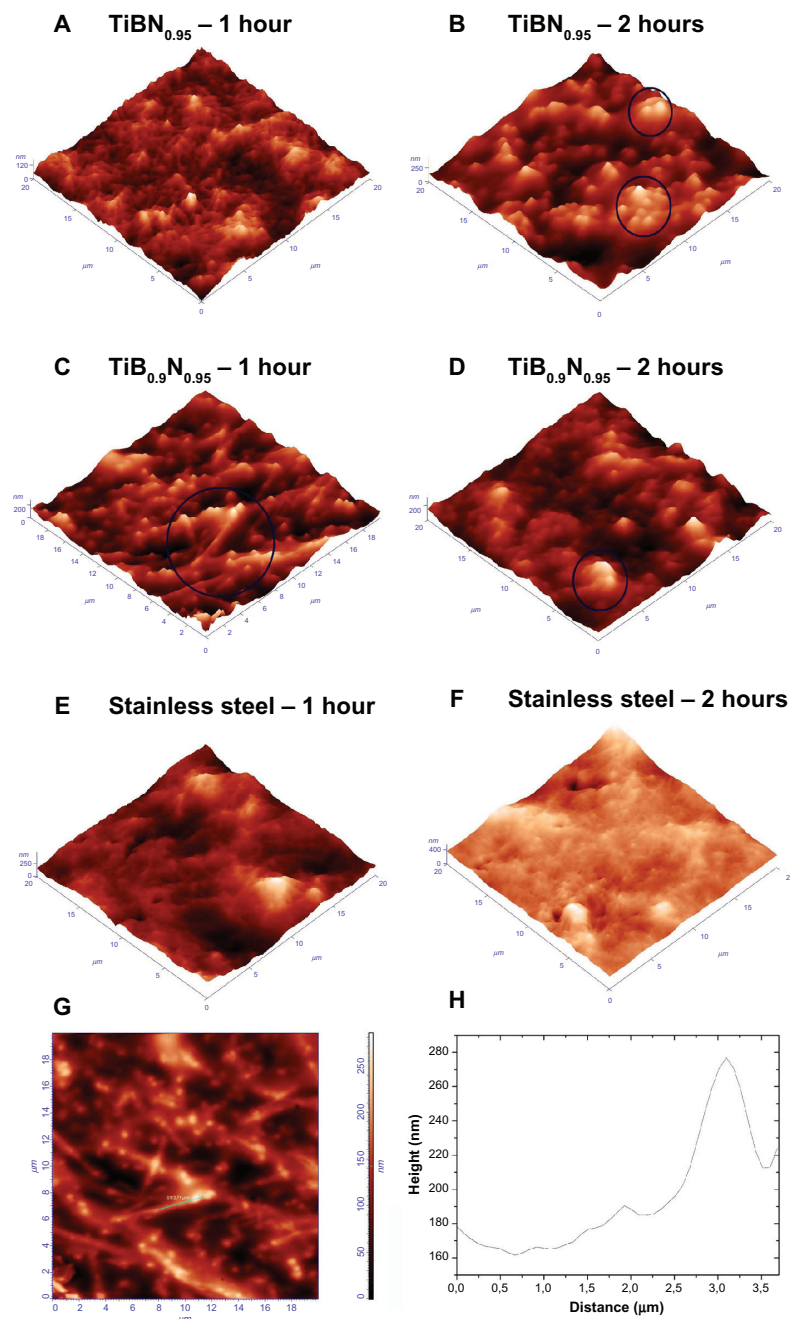 A TiBN0.95 – 1 hour
B TiBN0.95 – 2 hours
nm
120
0
20
15
10
5
0
μm
5
10
15
20
μm
nm
250
0
20
15
10
5
0
μm
5
10
15
20
μm
C TiB0.9N0.95 – 1 hour
D TiB0.9N0.95 – 2 hours
nm
200
0
18
16
14
12
10
8
6
4
2
0
μm
2
4
6
8
10
12
14
16
18
μm
nm
200
20
15
10
5
0
μm
5
10
15
20
μm
E Stainless steel – 1 hour
F Stainless steel – 2 hours
nm
250
0
20
15
10
5
0
μm
5
10
15
20
μm
nm
400
0
20
15
10
5
0
μm
5
10
15
2
μm
G
18
16
14
12
10
8
6
4
2
0
μm
0 2 4 6 8 10 12 14 16 18
μm
250
200
150
100
50
0
nm
H
280
260
240
220
200
180
160
Height (nm)
0,0 0,5 1,0 1,5 2,0 2,5 3,0 3,5
Distance (μm)